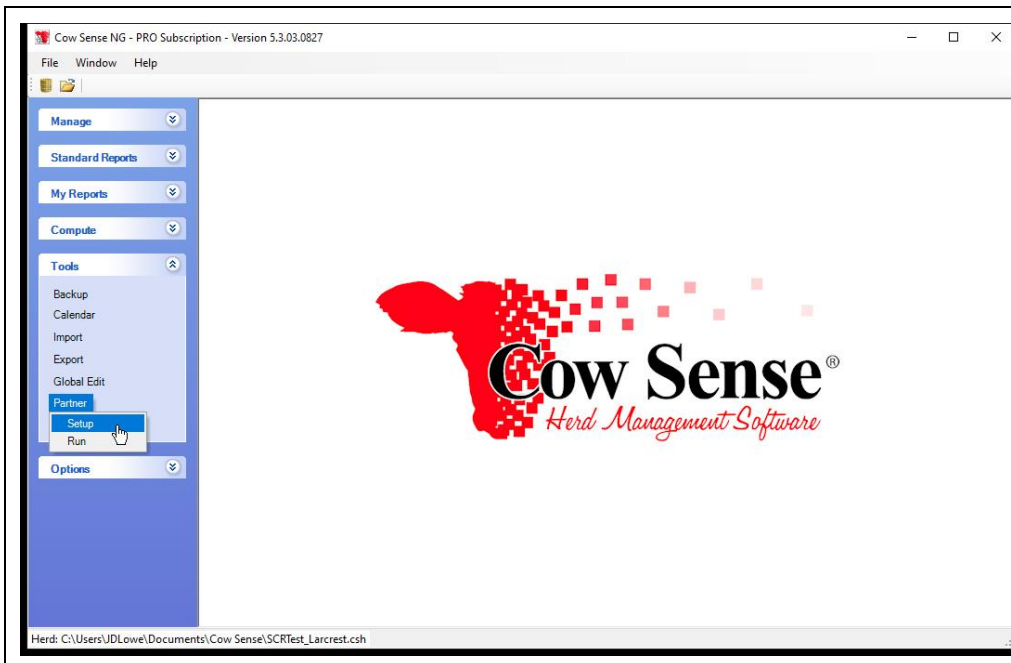 Cow Sense NG - PRO Subscription - Version 5.3.03.0827
File Window Help
Manage
Standard Reports
My Reports
Compute
Tools
Backup
Calendar
Import
Export
Global Edit
Partner
Setup
Run
Options
Cow Sense®
Herd Management Software
Herd: C:\Users\JDLowe\Documents\Cow Sense\SCRTest_Larcrest.csh